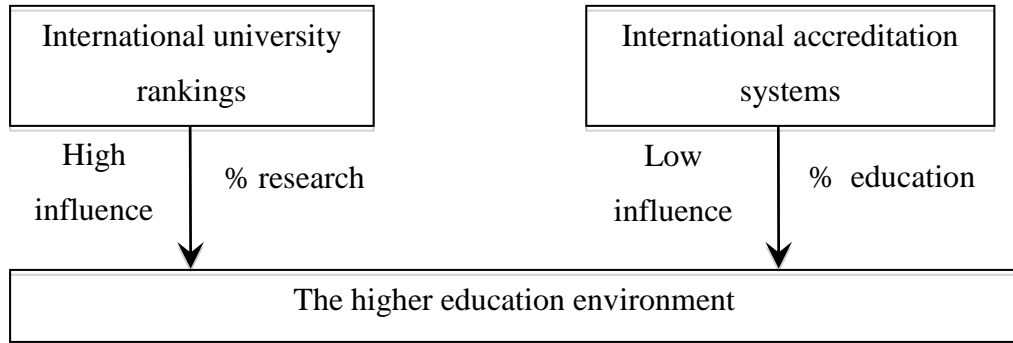 International university
rankings
International accreditation
systems
High
influence
% research
Low
influence
% education
The higher education environment